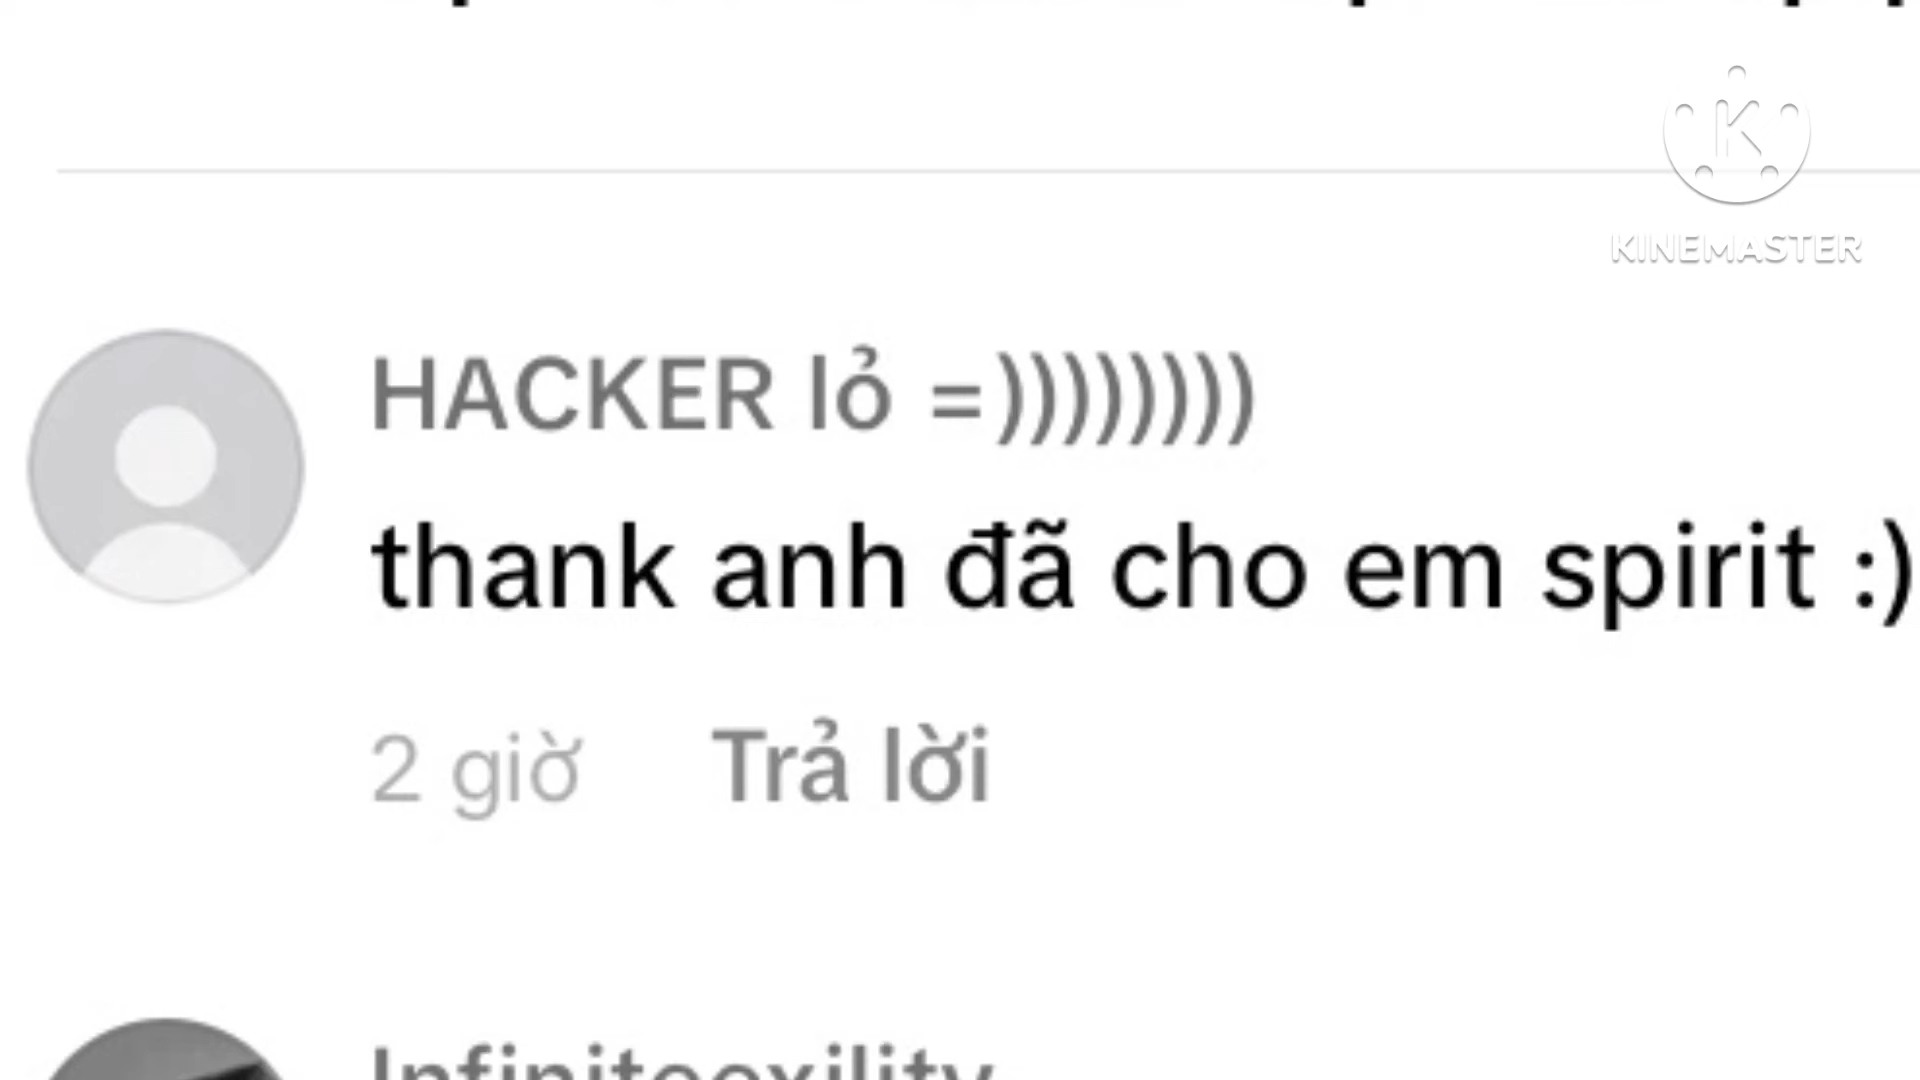 KINEMASTER
HACKER lỏ =))))))))
thank anh đã cho em spirit :)
2 giờ Trả lời